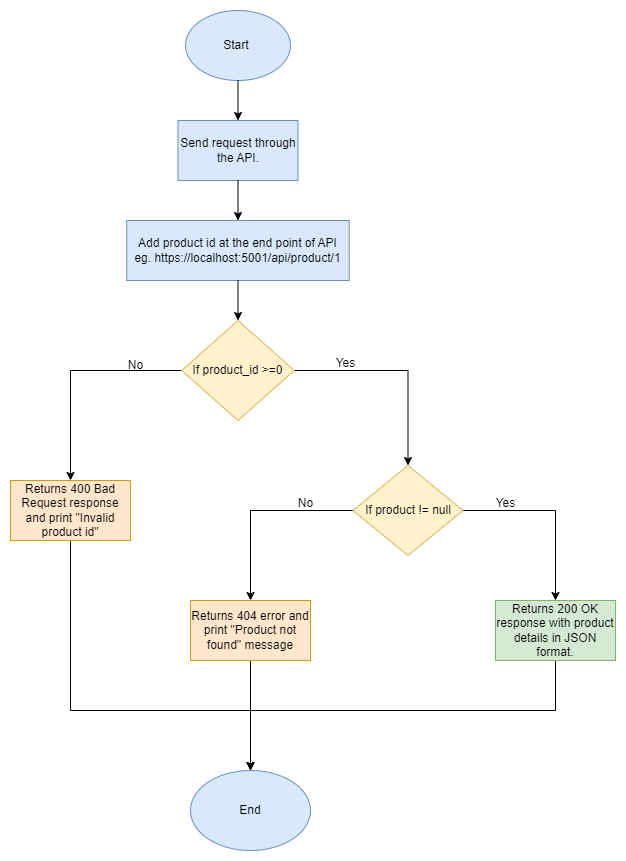 Start
Send request through
the API.
Add product id at the end point of API
eg. https://localhost:5001/api/product/1
If product_id >=0
No
Yes
Returns 400 Bad
Request response
and print "Invalid
product id"
If product != null
No
Yes
Returns 404 error and
print "Product not
found" message
Returns 200 OK
response with product
details in JSON
format.
End